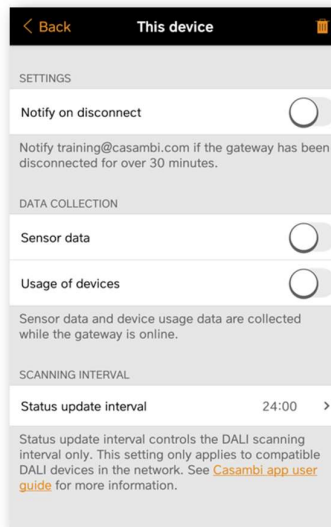 Back This device
SETTINGS
Notify on disconnect
Notify training@casambi.com if the gateway has been
disconnected for over 30 minutes.
DATA COLLECTION
Sensor data
Usage of devices
Sensor data and device usage data are collected
while the gateway is online.
SCANNING INTERVAL
Status update interval 24:00
Status update interval controls the DALI scanning
interval only. This setting only applies to compatible
DALI devices in the network. See Casambi app user
guide for more information.